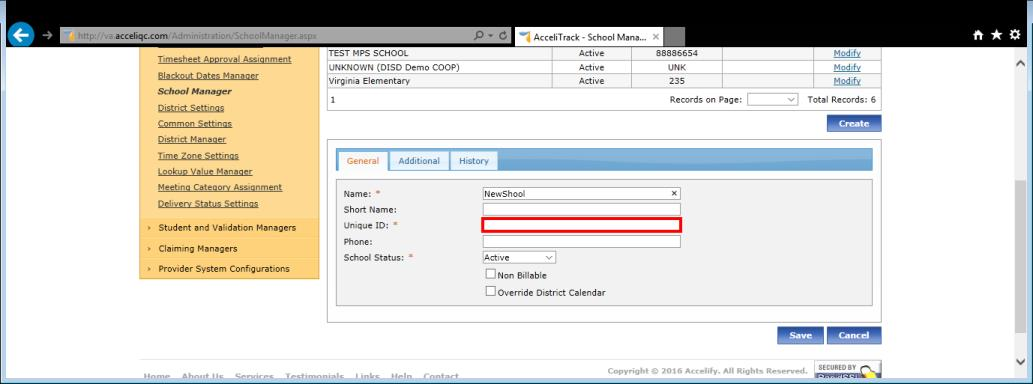 http://va.acceliqc.com/Administration/SchoolManager.aspx
AcceliTrack - School Mana...
Timesheet Approval Assignment
Blackout Dates Manager
School Manager
District Settings
Common Settings
District Manager
Time Zone Settings
Lookup Value Manager
Meeting Category Assignment
Delivery Status Settings
Student and Validation Managers
Claiming Managers
Provider System Configurations
TEST MPS SCHOOL Active 88886654 Modify
UNKNOWN (DISD Demo COOP) Active UNK Modify
Virginia Elementary Active 235 Modify
1 Records on Page: Total Records: 6
Create
General Additional History
Name: * NewShool
Short Name:
Unique ID: *
Phone:
School Status: * Active
Non Billable
Override District Calendar
Save Cancel
Home About Us Services Testimonials Links Help Contact
Copyright © 2016 Accelify. All Rights Reserved.
SECURED BY